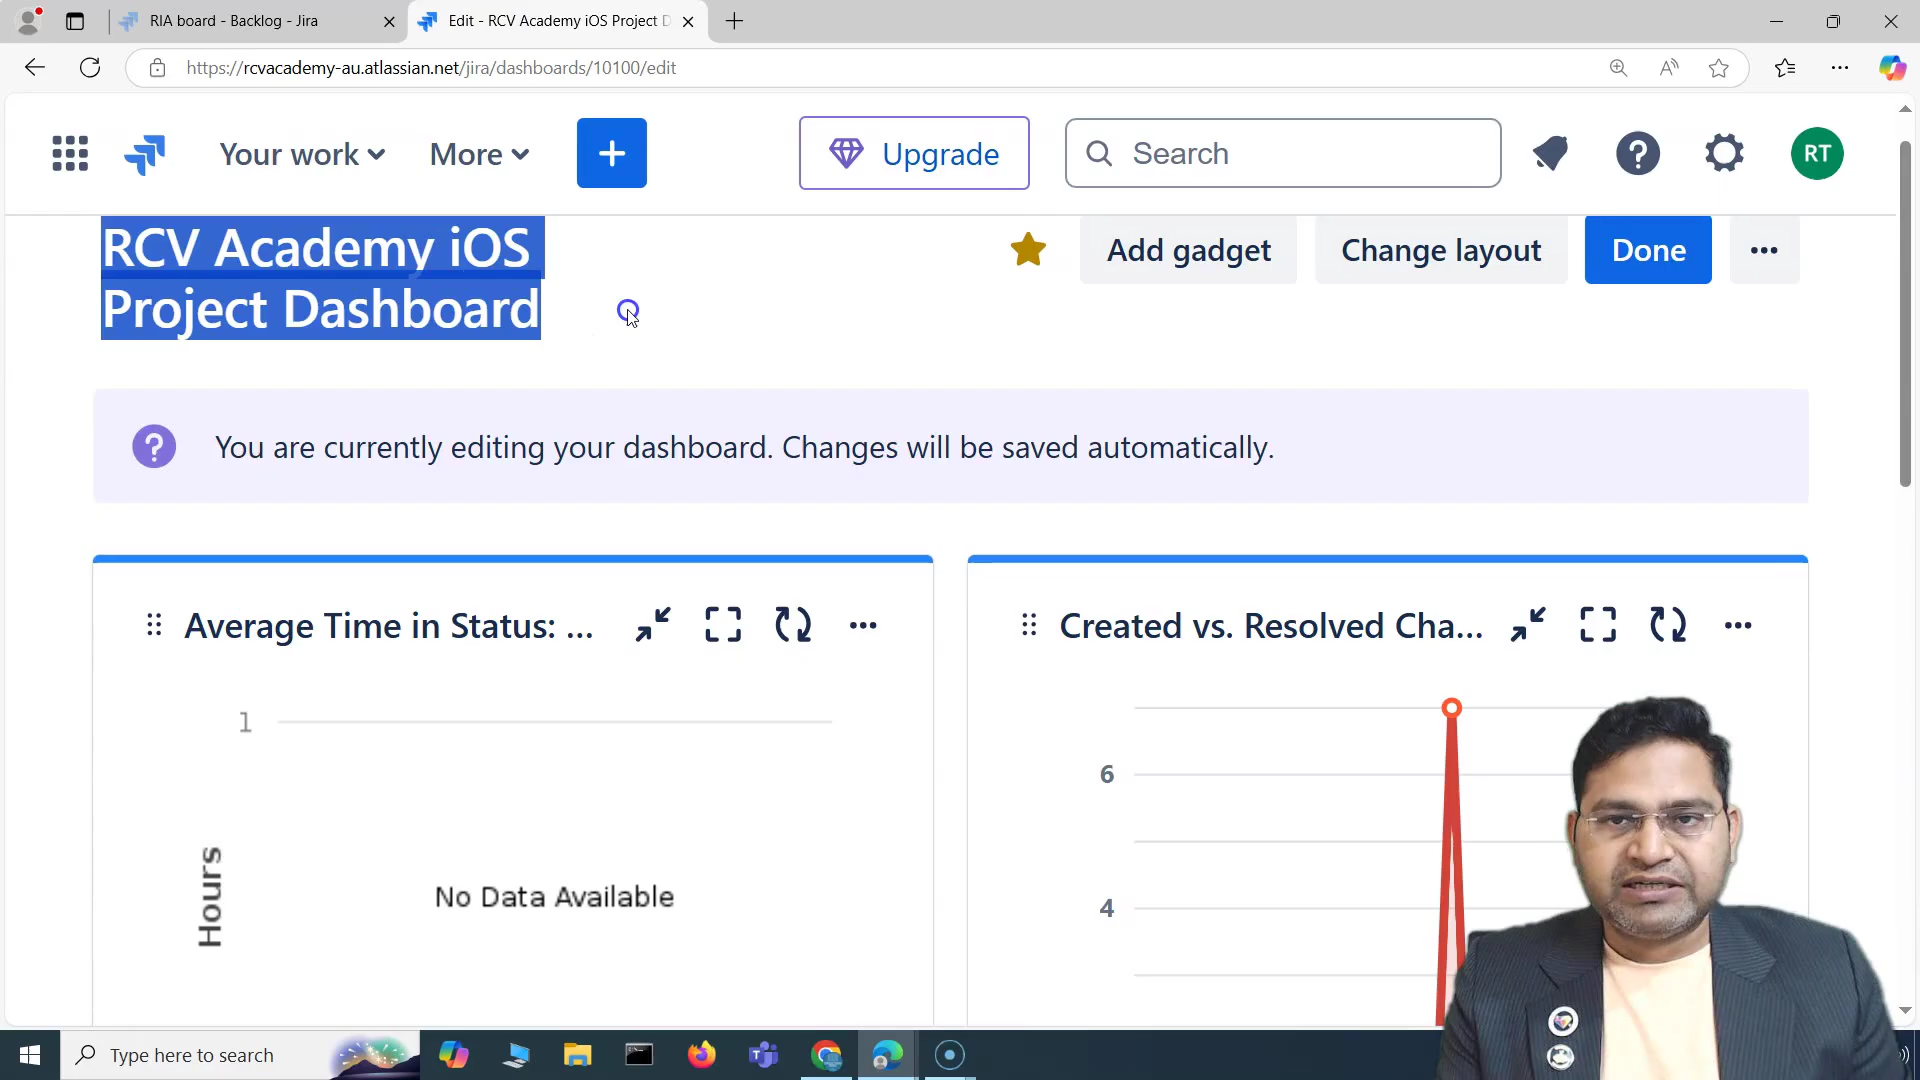 RIA board - Backlog - Jira
Edit - RCV Academy iOS Project D
https://rcvacademy-au.atlassian.net/jira/dashboards/10100/edit
Your work
More
Upgrade
Search
RT
RCV Academy iOS
Project Dashboard
Add gadget
Change layout
Done
You are currently editing your dashboard. Changes will be saved automatically.
Average Time in Status: ...
Created vs. Resolved Cha...
1
Hours
No Data Available
6
4
Type here to search